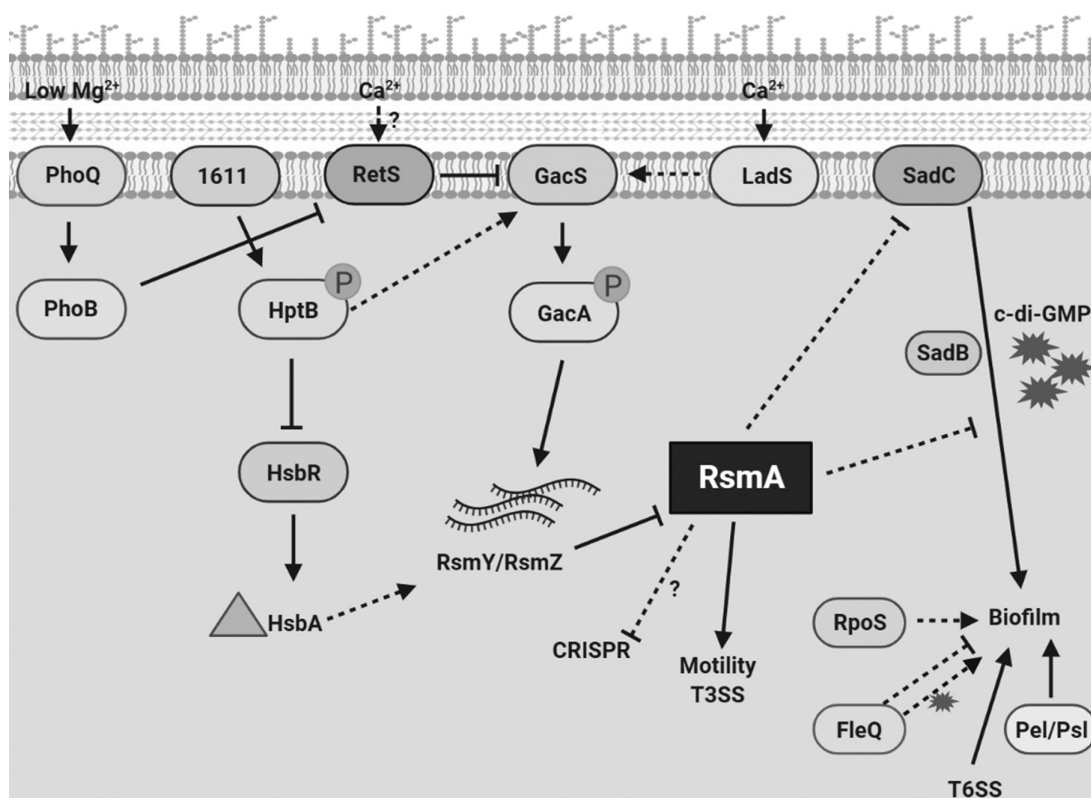 Low Mg²⁺
Ca²⁺
Ca²⁺
?
PhoQ
1611
RetS
GacS
LadS
SadC
PhoB
HptB
P
GacA
P
c-di-GMP
SadB
HsbR
RsmA
RsmY/RsmZ
HsbA
?
CRISPR
Motility
T3SS
RpoS
Biofilm
FleQ
Pel/Psl
T6SS